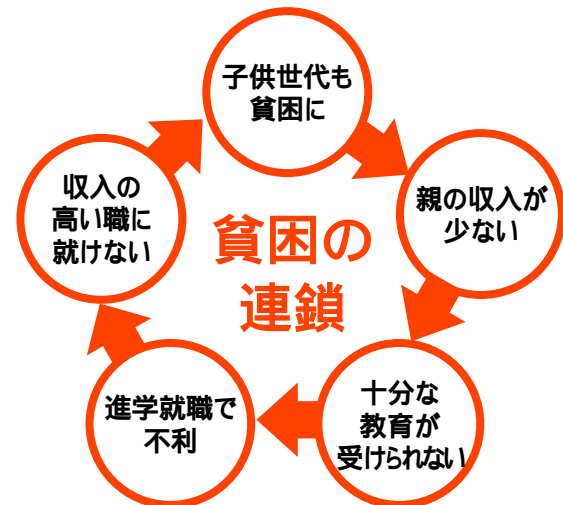 子供世代も
貧困に
親の収入が
少ない
十分な
教育が
受けられない
進学就職で
不利
収入の
高い職に
就けない
貧困の
連鎖